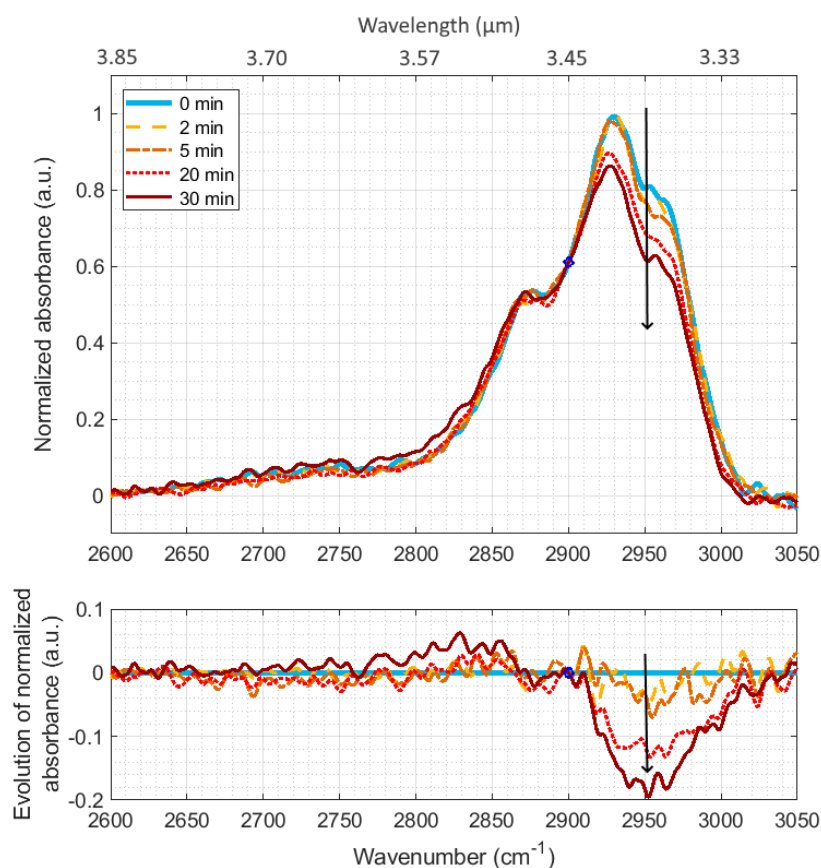 Wavelength (μm)
3.85 3.70 3.57 3.45 3.33
Normalized absorbance (a.u.)
1
0.8
0.6
0.4
0.2
0
0 min
2 min
5 min
20 min
30 min
2600 2650 2700 2750 2800 2850 2900 2950 3000 3050
Evolution of normalized
absorbance (a.u.)
0.1
0
-0.1
-0.2
2600 2650 2700 2750 2800 2850 2900 2950 3000 3050
Wavenumber (cm⁻¹)